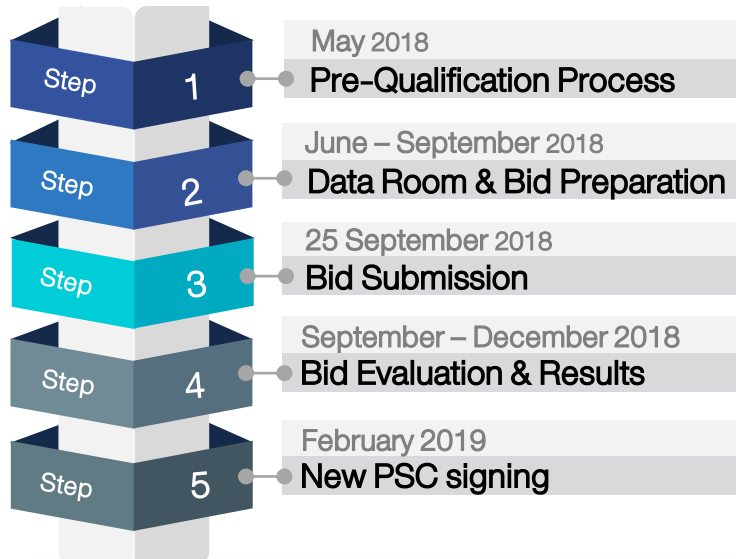 Step 1
May 2018
Pre-Qualification Process
Step 2
June – September 2018
Data Room & Bid Preparation
Step 3
25 September 2018
Bid Submission
Step 4
September – December 2018
Bid Evaluation & Results
Step 5
February 2019
New PSC signing